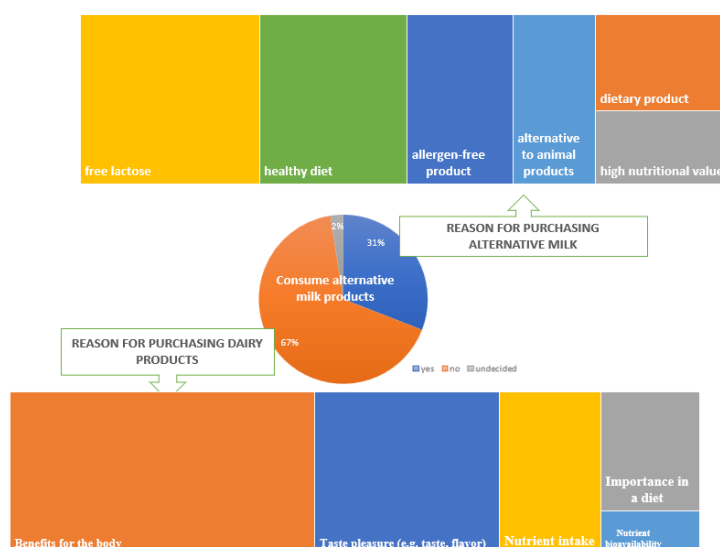 free lactose
healthy diet
allergen-free
product
alternative
to animal
products
dietary product
high nutritional value
REASON FOR PURCHASING
ALTERNATIVE MILK
2%
31%
Consume alternative
milk products
67%
REASON FOR PURCHASING DAIRY
PRODUCTS
yes no undecided
Benefits for the body
Taste pleasure (e.g. taste, flavor)
Nutrient intake
Importance in
a diet
Nutrient
bioavailability